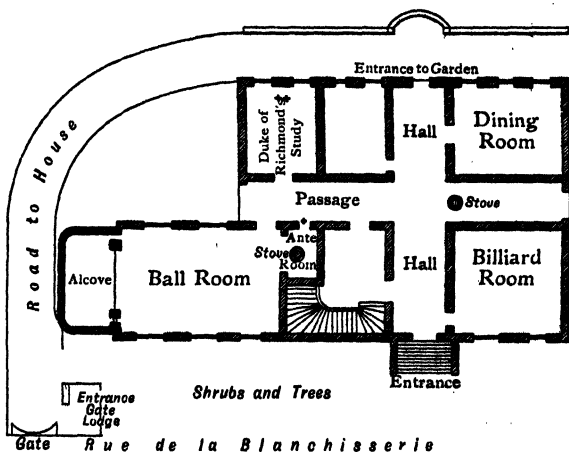 Entrance to Garden
Duke of
Richmond's
Study
Hall
Dining
Room
Road to House
Passage
Stove
Ante
Room
Stove
Alcove
Ball Room
Hall
Billiard
Room
Entrance
Shrubs and Trees
Entrance
Gate
Lodge
Gate
Rue de la Blanchisserie